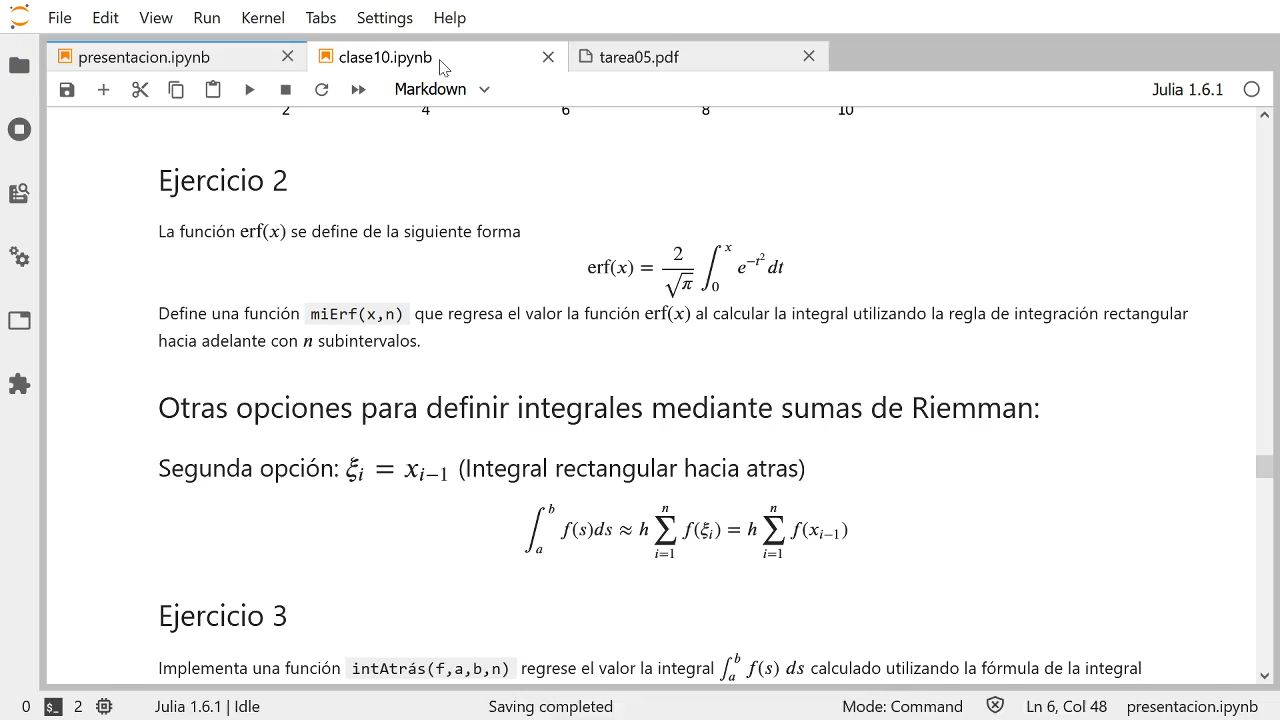 File Edit View Run Kernel Tabs Settings Help
presentacion.ipynb clase10.ipynb tarea05.pdf
Markdown Julia 1.6.1
2 4 6 8 10
Ejercicio 2
La función erf(x) se define de la siguiente forma
erf(x) = 2/√π ∫₀ˣ e^{−t²} dt
Define una función miErf(x,n) que regresa el valor la función erf(x) al calcular la integral utilizando la regla de integración rectangular
hacia adelante con n subintervalos.
Otras opciones para definir integrales mediante sumas de Riemman:
Segunda opción: ξᵢ = xᵢ₋₁ (Integral rectangular hacia atras)
∫ₐᵇ f(s)ds ≈ h ∑ᵢ₌₁ⁿ f(ξᵢ) = h ∑ᵢ₌₁ⁿ f(xᵢ₋₁)
Ejercicio 3
Implementa una función intAtrás(f,a,b,n) regrese el valor la integral ∫ₐᵇ f(s) ds calculado utilizando la fórmula de la integral
0 $_ 2 Julia 1.6.1 | Idle Saving completed Mode: Command Ln 6, Col 48 presentacion.ipynb